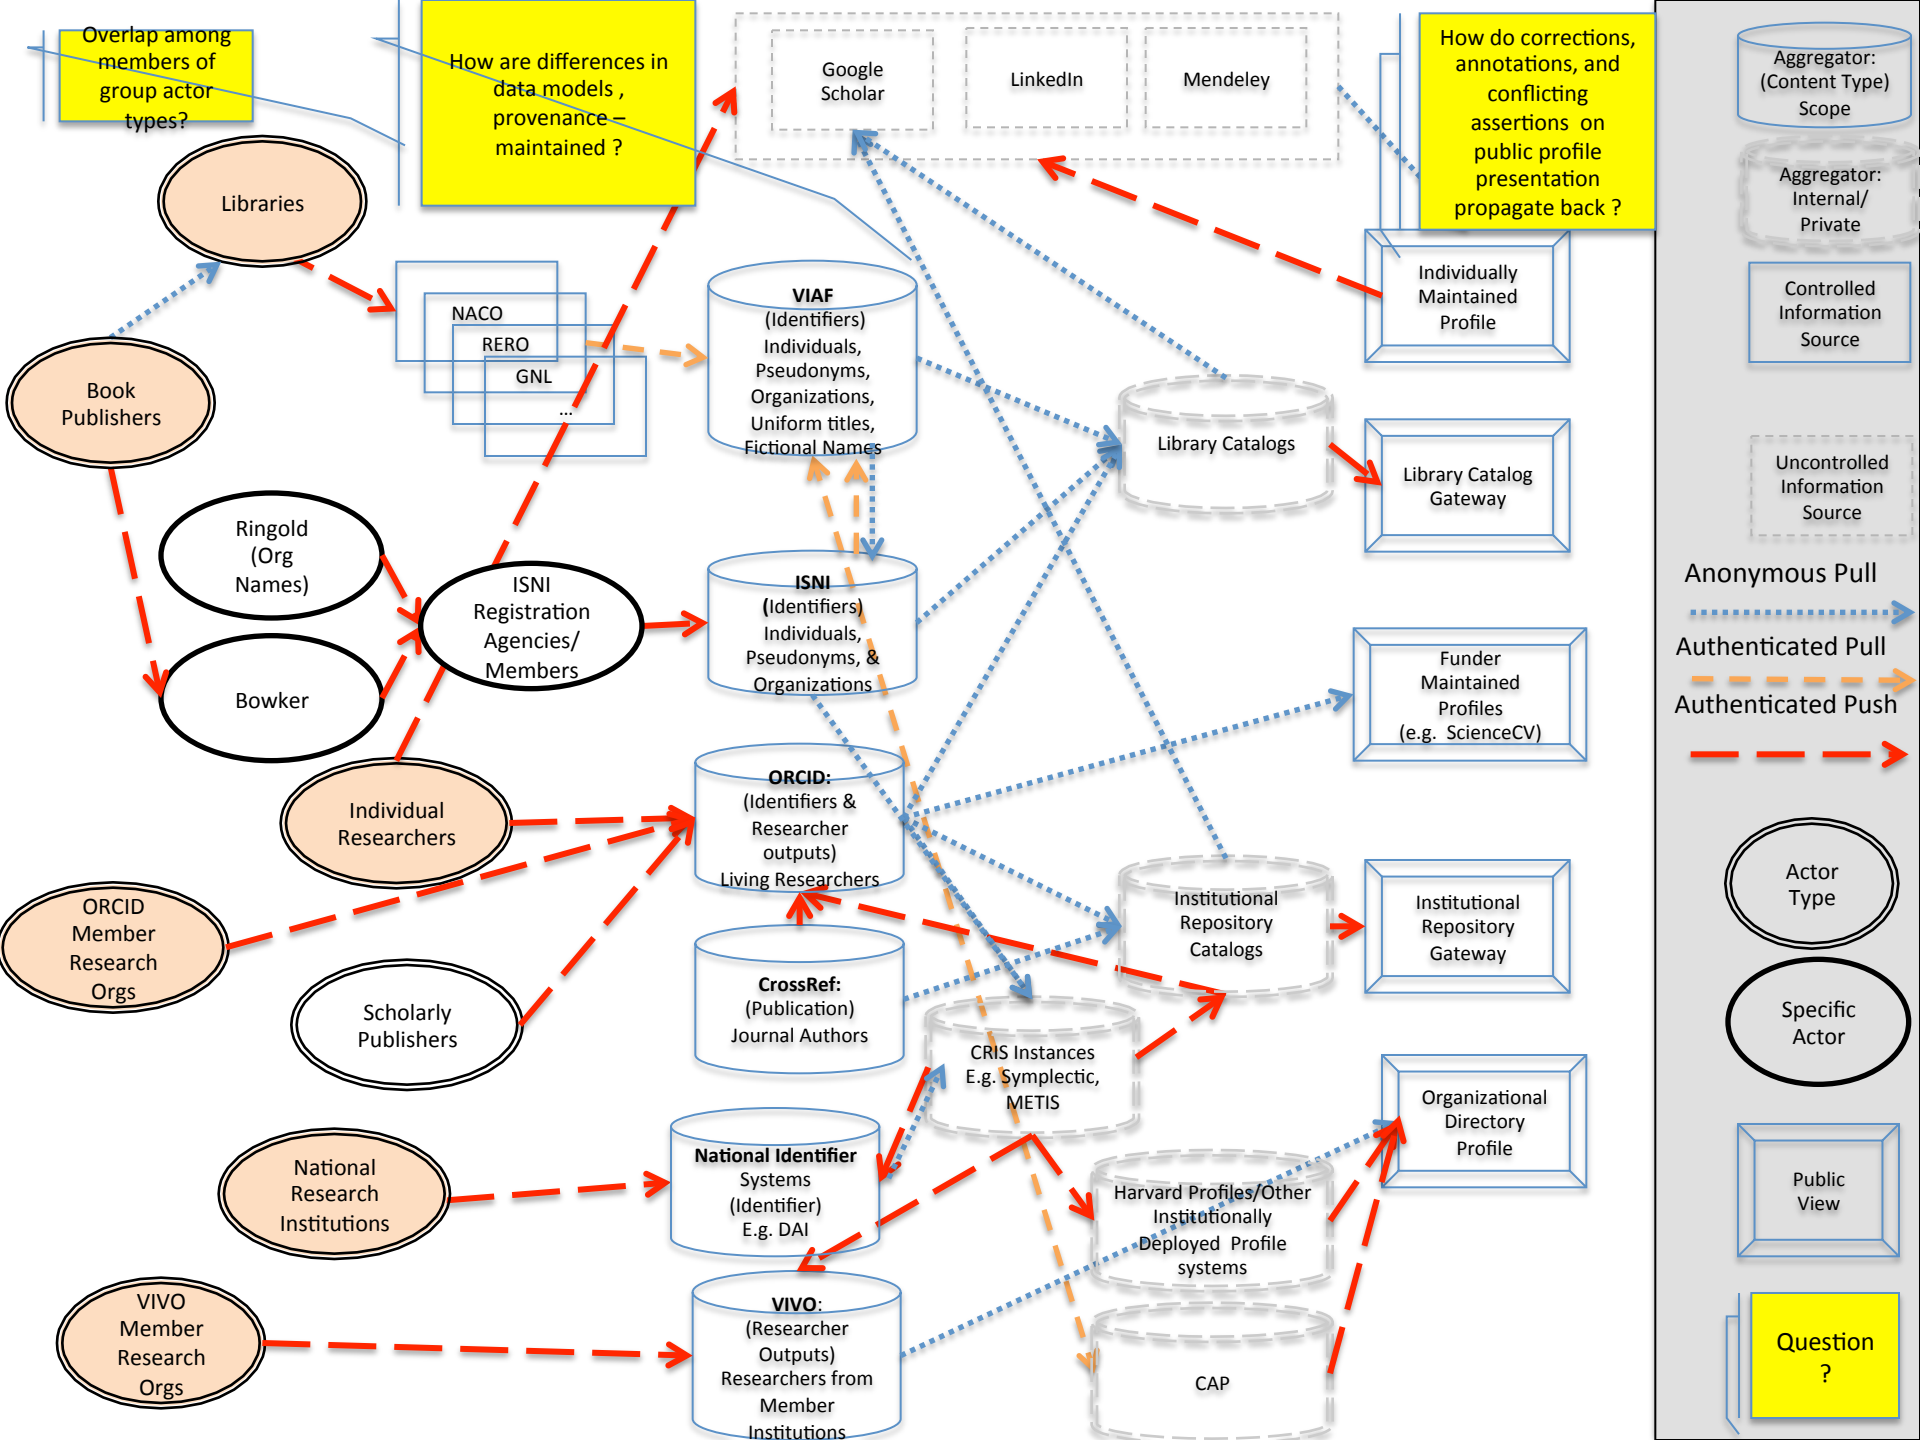 Overlap among
members of
group actor
types?
How are differences in
data models ,
provenance –
maintained ?
Google
Scholar
LinkedIn
Mendeley
How do corrections,
annotations, and
conflicting
assertions on
public profile
presentation
propagate back ?
Aggregator:
(Content Type)
Scope
Aggregator:
Internal/
Private
Controlled
Information
Source
Uncontrolled
Information
Source
Anonymous Pull
Authenticated Pull
Authenticated Push
Actor
Type
Specific
Actor
Public
View
Question
?
Libraries
Book
Publishers
NACO
RERO
GNL
...
VIAF
(Identifiers)
Individuals,
Pseudonyms,
Organizations,
Uniform titles,
Fictional Names
Individually
Maintained
Profile
Library Catalogs
Library Catalog
Gateway
Ringold
(Org
Names)
Bowker
ISNI
Registration
Agencies/
Members
ISNI
(Identifiers)
Individuals,
Pseudonyms, &
Organizations
Funder
Maintained
Profiles
(e.g. ScienceCV)
Individual
Researchers
ORCID:
(Identifiers &
Researcher
outputs)
Living Researchers
ORCID
Member
Research
Orgs
Scholarly
Publishers
CrossRef:
(Publication)
Journal Authors
Institutional
Repository
Catalogs
Institutional
Repository
Gateway
CRIS Instances
E.g. Symplectic,
METIS
National
Research
Institutions
National Identifier
Systems
(Identifier)
E.g. DAI
Organizational
Directory
Profile
Harvard Profiles/Other
Institutionally
Deployed Profile
systems
VIVO
Member
Research
Orgs
VIVO:
(Researcher
Outputs)
Researchers from
Member
Institutions
CAP